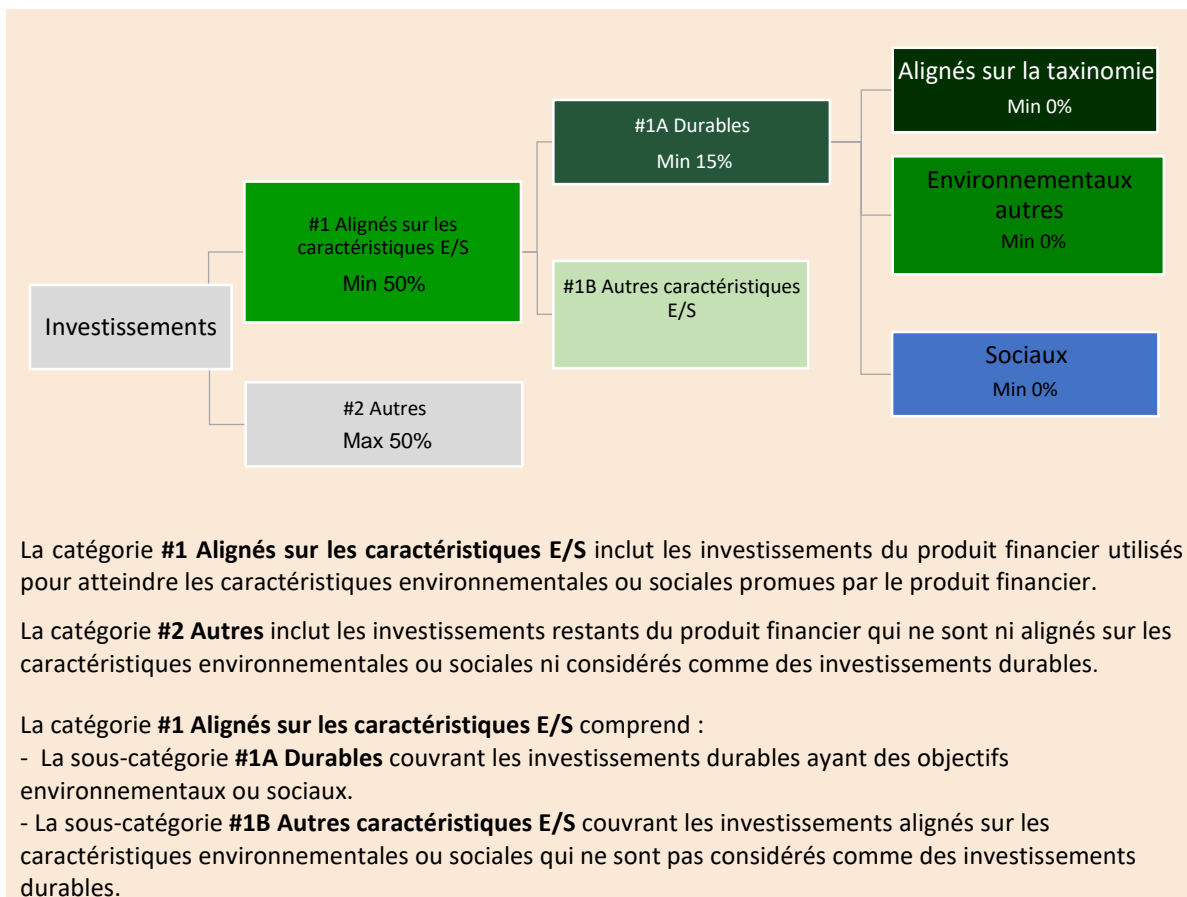 Investissements
#1 Alignés sur les
caractéristiques E/S
Min 50%
#2 Autres
Max 50%
#1A Durables
Min 15%
#1B Autres caractéristiques
E/S
Alignés sur la taxinomie
Min 0%
Environnementaux
autres
Min 0%
Sociaux
Min 0%
La catégorie #1 Alignés sur les caractéristiques E/S inclut les investissements du produit financier utilisés
pour atteindre les caractéristiques environnementales ou sociales promues par le produit financier.
La catégorie #2 Autres inclut les investissements restants du produit financier qui ne sont ni alignés sur les
caractéristiques environnementales ou sociales ni considérés comme des investissements durables.
La catégorie #1 Alignés sur les caractéristiques E/S comprend :
- La sous-catégorie #1A Durables couvrant les investissements durables ayant des objectifs
environnementaux ou sociaux.
- La sous-catégorie #1B Autres caractéristiques E/S couvrant les investissements alignés sur les
caractéristiques environnementales ou sociales qui ne sont pas considérés comme des investissements
durables.